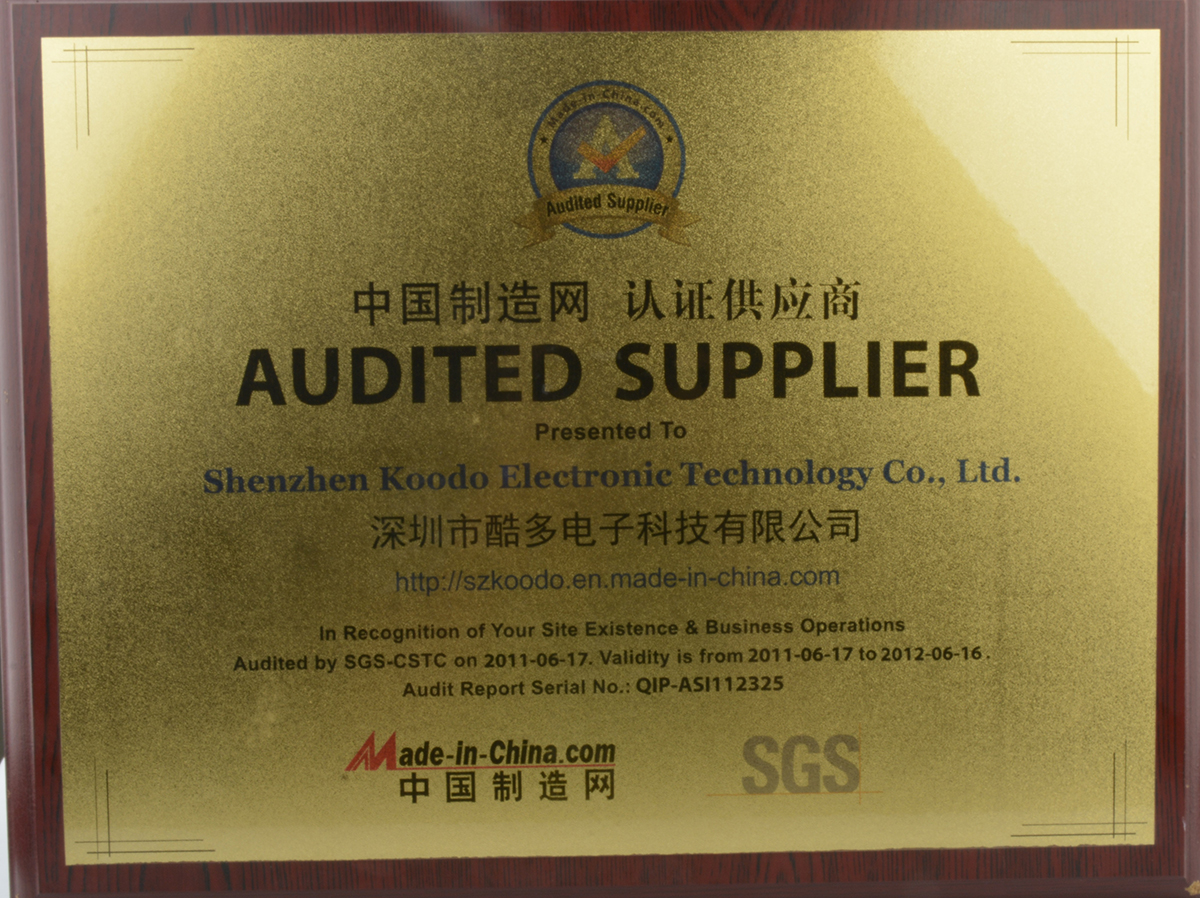 Made-in-China.com
Audited Supplier
中国制造网 认证供应商
AUDITED SUPPLIER
Presented To
Shenzhen Koodo Electronic Technology Co., Ltd.
深圳市酷多电子科技有限公司
http://szkoodo.en.made-in-china.com
In Recognition of Your Site Existence & Business Operations
Audited by SGS-CSTC on 2011-06-17. Validity is from 2011-06-17 to 2012-06-16.
Audit Report Serial No.: QIP-ASI112325
Made-in-China.com
中国制造网
SGS